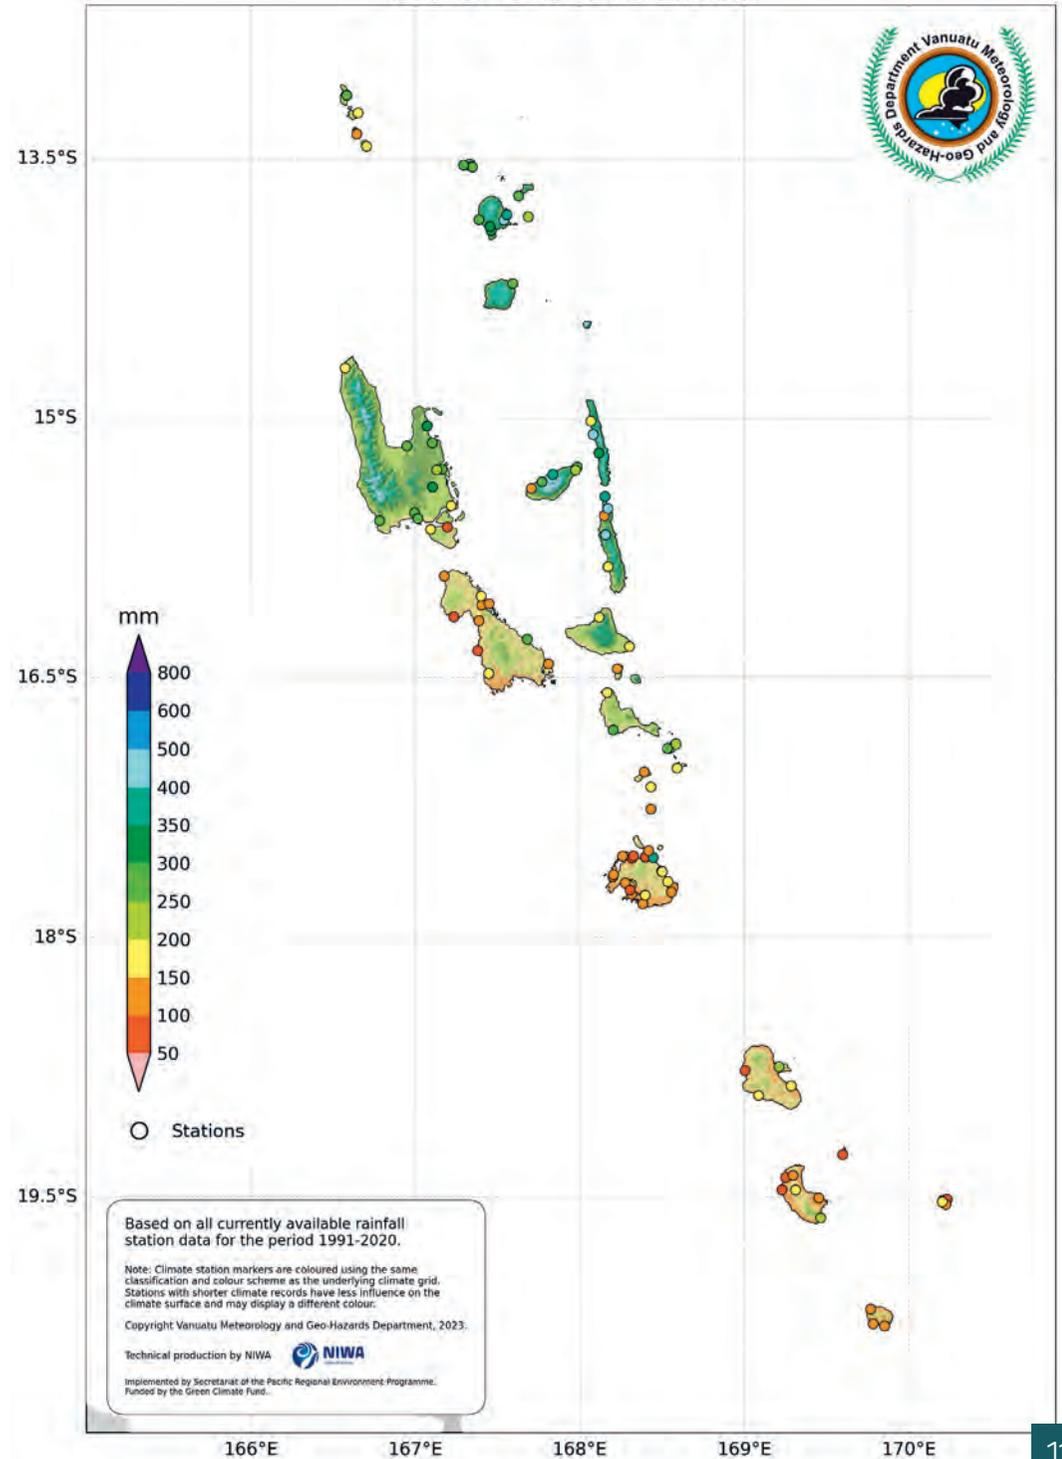 Vanuatu Meteorology and Geo-Hazards Department
13.5°S
15°S
16.5°S
18°S
19.5°S
mm
800
600
500
400
350
300
250
200
150
100
50
Stations
Based on all currently available rainfall
station data for the period 1991-2020.
Note: Climate station markers are coloured using the same
classification and colour scheme as the underlying climate grid.
Stations with shorter climate records have less influence on the
climate surface and may display a different colour.
Copyright Vanuatu Meteorology and Geo-Hazards Department, 2023.
Technical production by NIWA
NIWA
Implemented by Secretariat of the Pacific Regional Environment Programme.
Funded by the Green Climate Fund.
166°E
167°E
168°E
169°E
170°E